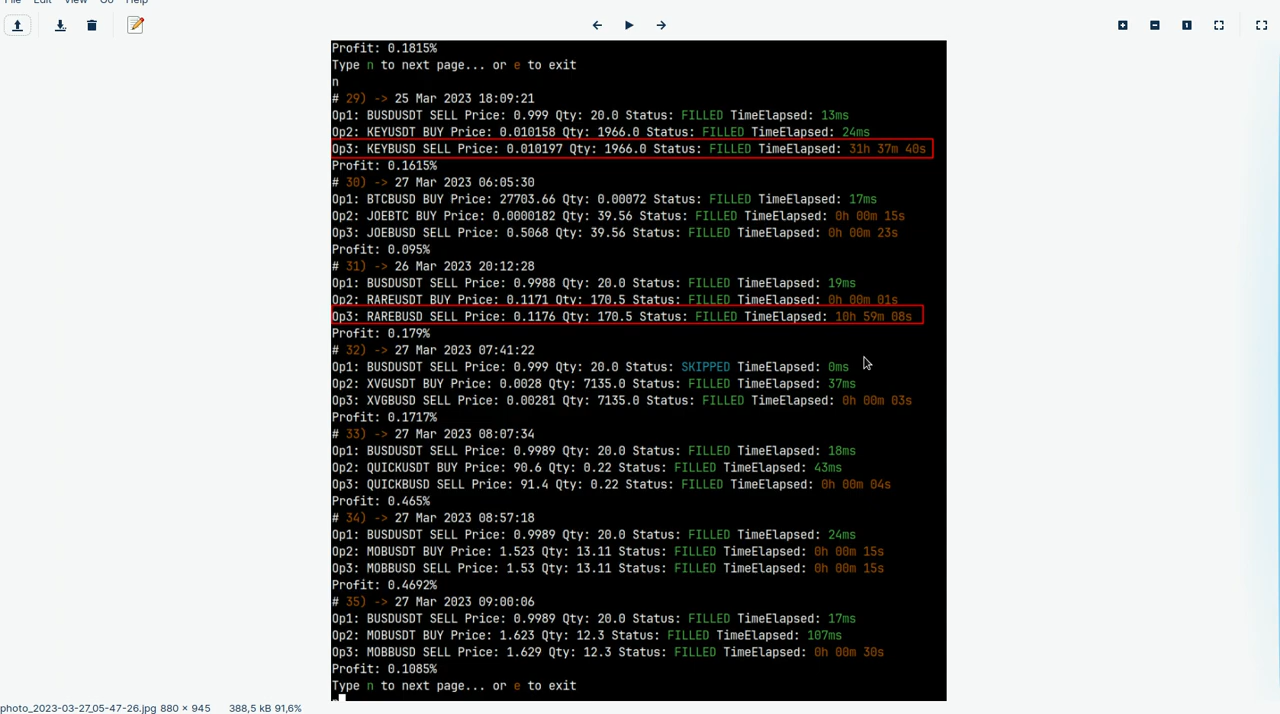 File Edit View Go Help
Profit: 0.1815%
Type n to next page... or e to exit
n
# 29) -> 25 Mar 2023 18:09:21
Op1: BUSDUSDT SELL Price: 0.999 Qty: 20.0 Status: FILLED TimeElapsed: 13ms
Op2: KEYUSDT BUY Price: 0.010158 Qty: 1966.0 Status: FILLED TimeElapsed: 24ms
Op3: KEYBUSD SELL Price: 0.010197 Qty: 1966.0 Status: FILLED TimeElapsed: 31h 37m 40s
Profit: 0.1615%
# 30) -> 27 Mar 2023 06:05:30
Op1: BTCBUSD BUY Price: 27703.66 Qty: 0.00072 Status: FILLED TimeElapsed: 17ms
Op2: JOEBTC BUY Price: 0.0000182 Qty: 39.56 Status: FILLED TimeElapsed: 0h 00m 15s
Op3: JOEBUSD SELL Price: 0.5068 Qty: 39.56 Status: FILLED TimeElapsed: 0h 00m 23s
Profit: 0.095%
# 31) -> 26 Mar 2023 20:12:28
Op1: BUSDUSDT SELL Price: 0.9988 Qty: 20.0 Status: FILLED TimeElapsed: 19ms
Op2: RAREUSDT BUY Price: 0.1171 Qty: 170.5 Status: FILLED TimeElapsed: 0h 00m 01s
Op3: RAREBUSD SELL Price: 0.1176 Qty: 170.5 Status: FILLED TimeElapsed: 10h 59m 08s
Profit: 0.179%
# 32) -> 27 Mar 2023 07:41:22
Op1: BUSDUSDT SELL Price: 0.999 Qty: 20.0 Status: SKIPPED TimeElapsed: 0ms
Op2: XVGUSDT BUY Price: 0.0028 Qty: 7135.0 Status: FILLED TimeElapsed: 37ms
Op3: XVGBUSD SELL Price: 0.00281 Qty: 7135.0 Status: FILLED TimeElapsed: 0h 00m 03s
Profit: 0.1717%
# 33) -> 27 Mar 2023 08:07:34
Op1: BUSDUSDT SELL Price: 0.9989 Qty: 20.0 Status: FILLED TimeElapsed: 18ms
Op2: QUICKUSDT BUY Price: 90.6 Qty: 0.22 Status: FILLED TimeElapsed: 43ms
Op3: QUICKBUSD SELL Price: 91.4 Qty: 0.22 Status: FILLED TimeElapsed: 0h 00m 04s
Profit: 0.465%
# 34) -> 27 Mar 2023 08:57:18
Op1: BUSDUSDT SELL Price: 0.9989 Qty: 20.0 Status: FILLED TimeElapsed: 24ms
Op2: MOBUSDT BUY Price: 1.523 Qty: 13.11 Status: FILLED TimeElapsed: 0h 00m 15s
Op3: MOBBUSD SELL Price: 1.53 Qty: 13.11 Status: FILLED TimeElapsed: 0h 00m 15s
Profit: 0.4692%
# 35) -> 27 Mar 2023 09:00:06
Op1: BUSDUSDT SELL Price: 0.9989 Qty: 20.0 Status: FILLED TimeElapsed: 17ms
Op2: MOBUSDT BUY Price: 1.623 Qty: 12.3 Status: FILLED TimeElapsed: 107ms
Op3: MOBBUSD SELL Price: 1.629 Qty: 12.3 Status: FILLED TimeElapsed: 0h 00m 30s
Profit: 0.1085%
Type n to next page... or e to exit
photo_2023-03-27_05-47-26.jpg 880 × 945 388,5 kB 91,6%